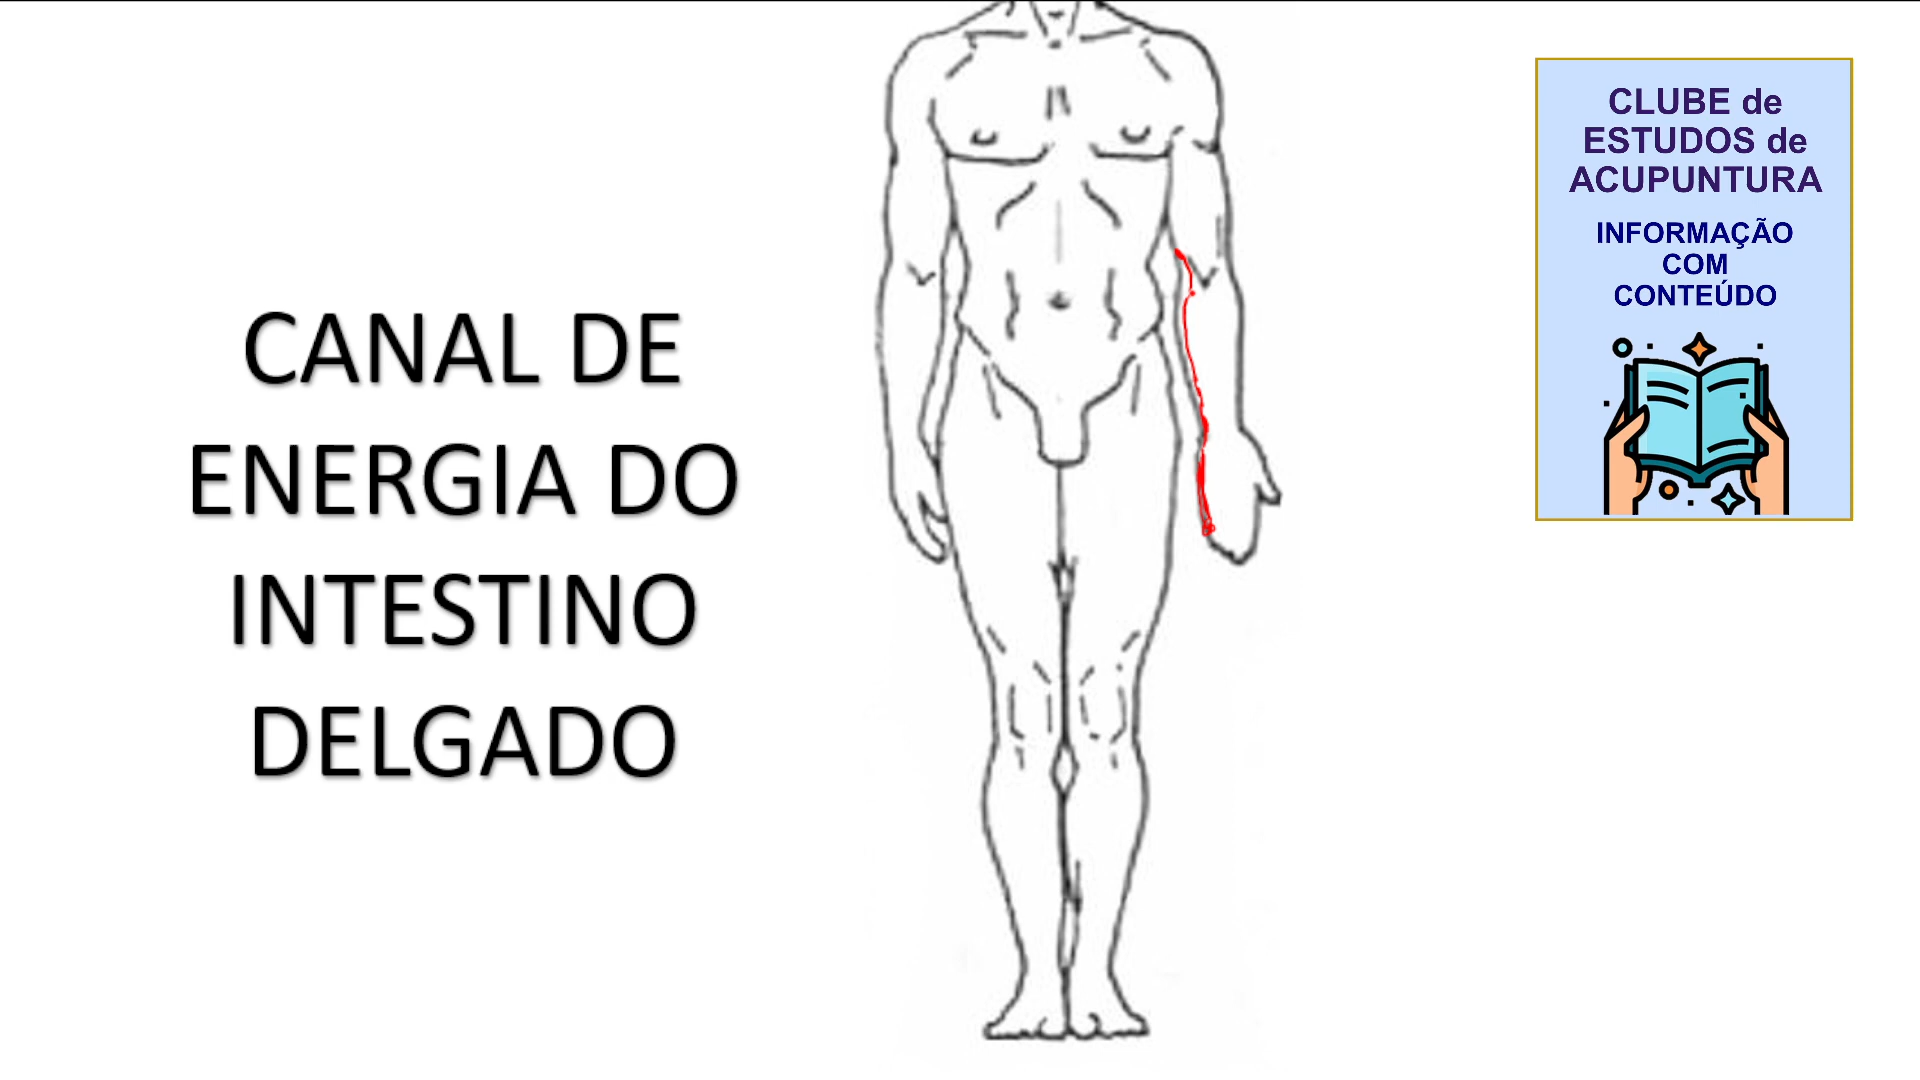 CANAL DE
ENERGIA DO
INTESTINO
DELGADO
CLUBE de
ESTUDOS de
ACUPUNTURA
INFORMAÇÃO
COM
CONTEÚDO